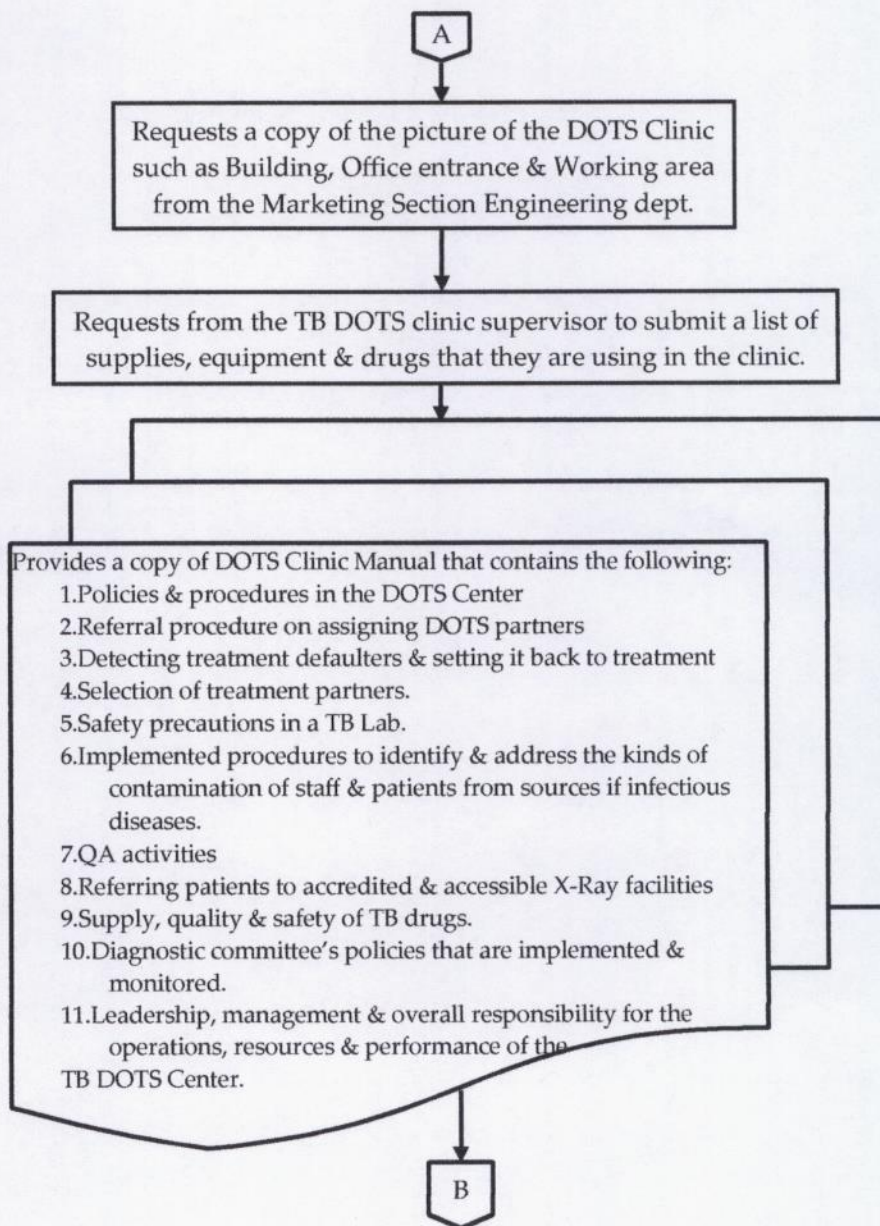 A
Requests a copy of the picture of the DOTS Clinic
such as Building, Office entrance & Working area
from the Marketing Section Engineering dept.
Requests from the TB DOTS clinic supervisor to submit a list of
supplies, equipment & drugs that they are using in the clinic.
Provides a copy of DOTS Clinic Manual that contains the following:
1.Policies & procedures in the DOTS Center
2.Referral procedure on assigning DOTS partners
3.Detecting treatment defaulters & setting it back to treatment
4.Selection of treatment partners.
5.Safety precautions in a TB Lab.
6.Implemented procedures to identify & address the kinds of
contamination of staff & patients from sources if infectious
diseases.
7.QA activities
8.Referring patients to accredited & accessible X-Ray facilities
9.Supply, quality & safety of TB drugs.
10.Diagnostic committee's policies that are implemented &
monitored.
11.Leadership, management & overall responsibility for the
operations, resources & performance of the
TB DOTS Center.
B